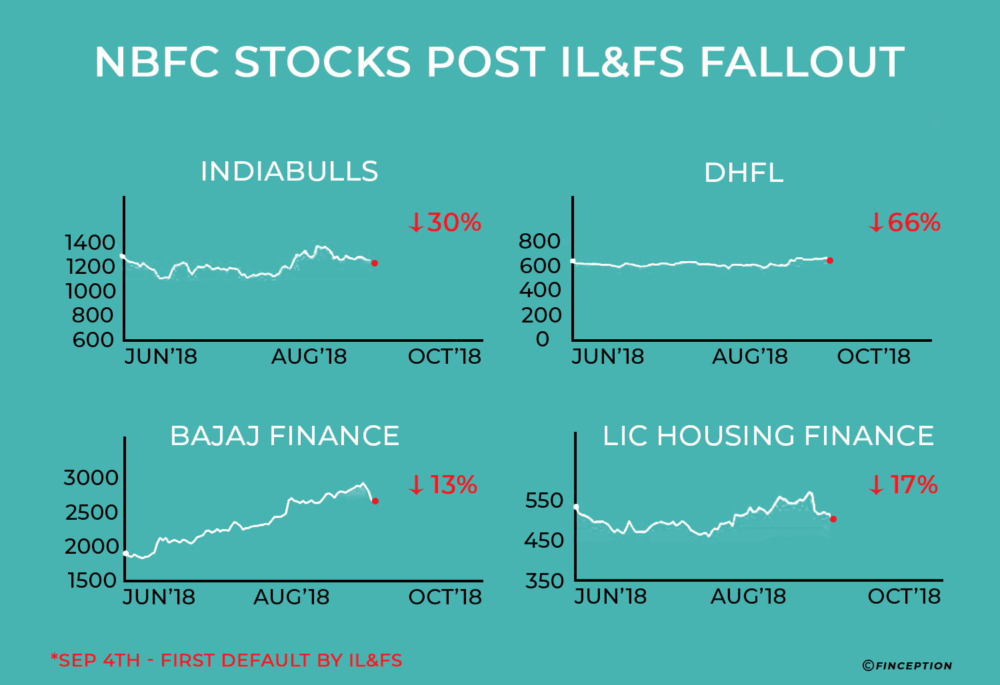 NBFC STOCKS POST IL&FS FALLOUT
INDIABULLS
↓30%
1400
1200
1000
800
600
JUN’18 AUG’18 OCT’18
DHFL
↓66%
800
600
400
200
0
JUN’18 AUG’18 OCT’18
BAJAJ FINANCE
↓13%
3000
2500
2000
1500
JUN’18 AUG’18 OCT’18
LIC HOUSING FINANCE
↓17%
550
450
350
JUN’18 AUG’18 OCT’18
*SEP 4TH - FIRST DEFAULT BY IL&FS
©FINCEPTION